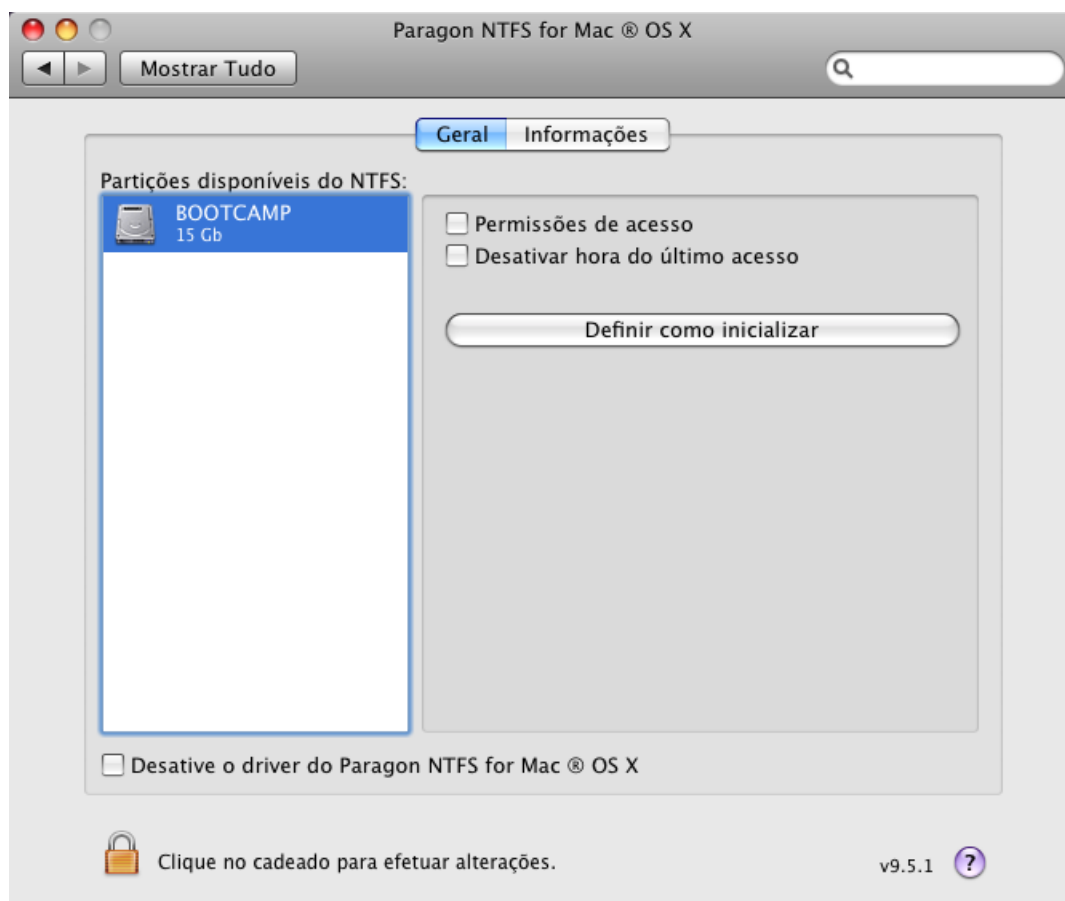 Paragon NTFS for Mac ® OS X
Mostrar Tudo
Geral Informações
Partições disponíveis do NTFS:
BOOTCAMP
15 Gb
Permissões de acesso
Desativar hora do último acesso
Definir como inicializar
Desative o driver do Paragon NTFS for Mac ® OS X
Clique no cadeado para efetuar alterações.
v9.5.1 ?